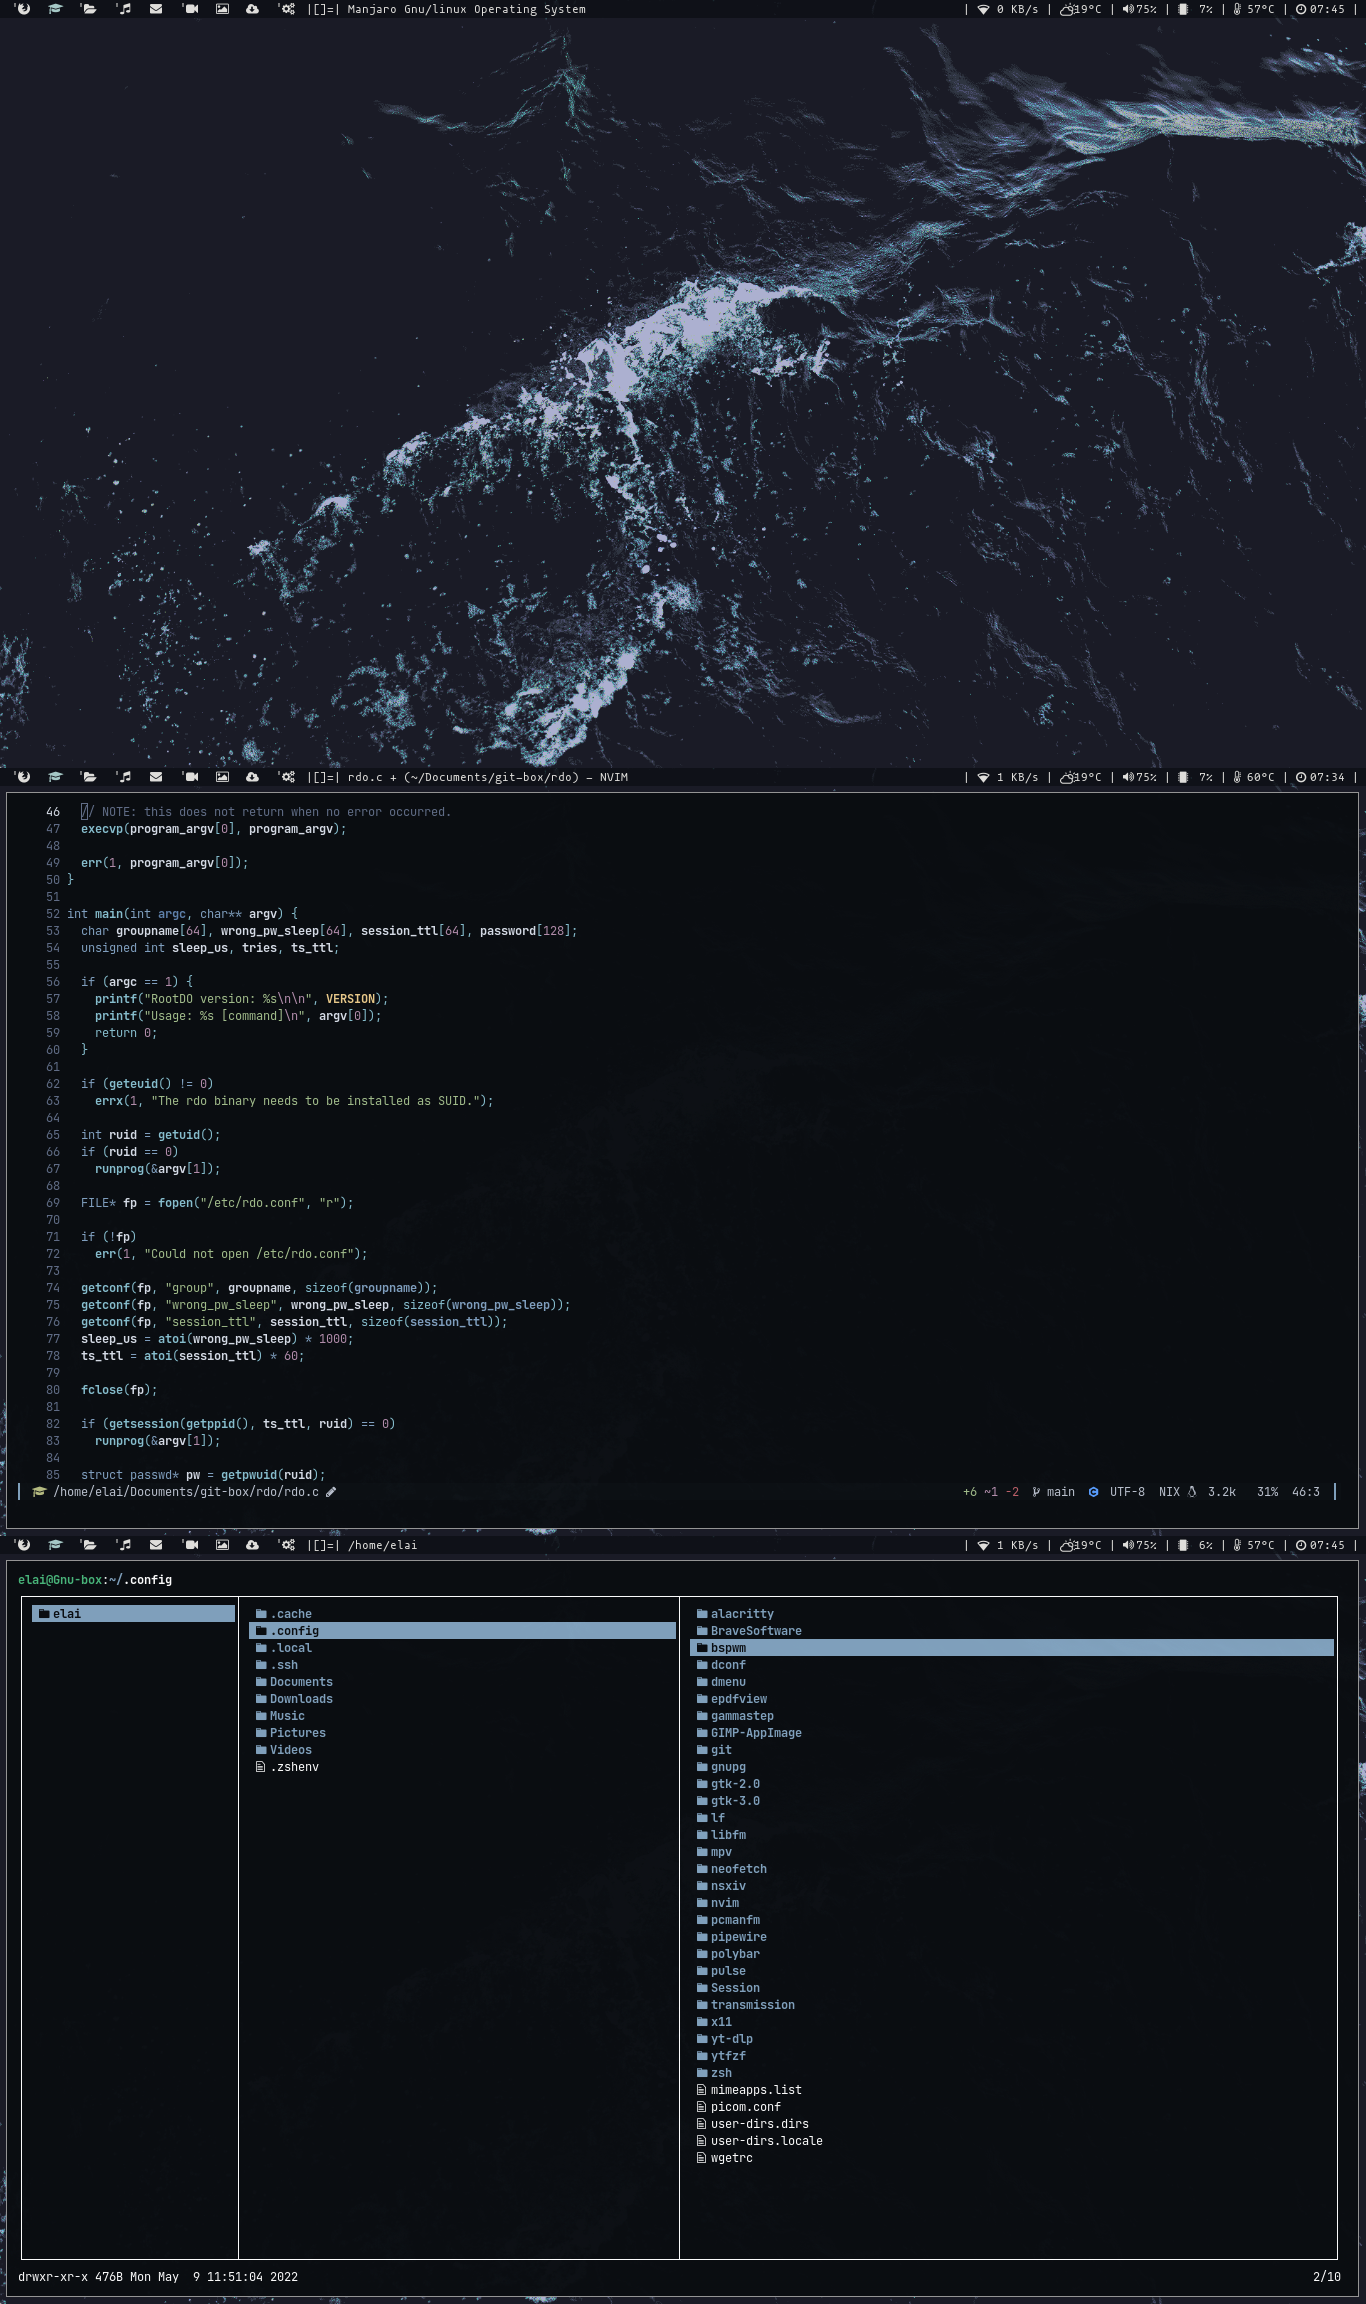 |[]=| Manjaro Gnu/linux Operating System | 0 KB/s | 19°C | 75% | 7% | 57°C | 07:45 |
|[]=| rdo.c + (~/Documents/git-box/rdo) - NVIM | 1 KB/s | 19°C | 75% | 7% | 60°C | 07:34 |
46 // NOTE: this does not return when no error occurred.
47 execvp(program_argv[0], program_argv);
48
49 err(1, program_argv[0]);
50 }
51
52 int main(int argc, char** argv) {
53 char groupname[64], wrong_pw_sleep[64], session_ttl[64], password[128];
54 unsigned int sleep_us, tries, ts_ttl;
55
56 if (argc == 1) {
57 printf("RootDO version: %s\n\n", VERSION);
58 printf("Usage: %s [command]\n", argv[0]);
59 return 0;
60 }
61
62 if (geteuid() != 0)
63 errx(1, "The rdo binary needs to be installed as SUID.");
64
65 int ruid = getuid();
66 if (ruid == 0)
67 runprog(&argv[1]);
68
69 FILE* fp = fopen("/etc/rdo.conf", "r");
70
71 if (!fp)
72 err(1, "Could not open /etc/rdo.conf");
73
74 getconf(fp, "group", groupname, sizeof(groupname));
75 getconf(fp, "wrong_pw_sleep", wrong_pw_sleep, sizeof(wrong_pw_sleep));
76 getconf(fp, "session_ttl", session_ttl, sizeof(session_ttl));
77 sleep_us = atoi(wrong_pw_sleep) * 1000;
78 ts_ttl = atoi(session_ttl) * 60;
79
80 fclose(fp);
81
82 if (getsession(getppid(), ts_ttl, ruid) == 0)
83 runprog(&argv[1]);
84
85 struct passwd* pw = getpwuid(ruid);
/home/elai/Documents/git-box/rdo/rdo.c +6 ~1 -2 main UTF-8 NIX 3.2k 31% 46:3
|[]=| /home/elai | 1 KB/s | 19°C | 75% | 6% | 57°C | 07:45 |
elai@Gnu-box:~/.config
elai
.cache
.config
.local
.ssh
Documents
Downloads
Music
Pictures
Videos
.zshenv
alacritty
BraveSoftware
bspwm
dconf
dmenu
epdfview
gammastep
GIMP-AppImage
git
gnupg
gtk-2.0
gtk-3.0
lf
libfm
mpv
neofetch
nsxiv
nvim
pcmanfm
pipewire
polybar
pulse
Session
transmission
x11
yt-dlp
ytfzf
zsh
mimeapps.list
picom.conf
user-dirs.dirs
user-dirs.locale
wgetrc
drwxr-xr-x 476B Mon May  9 11:51:04 2022 2/10